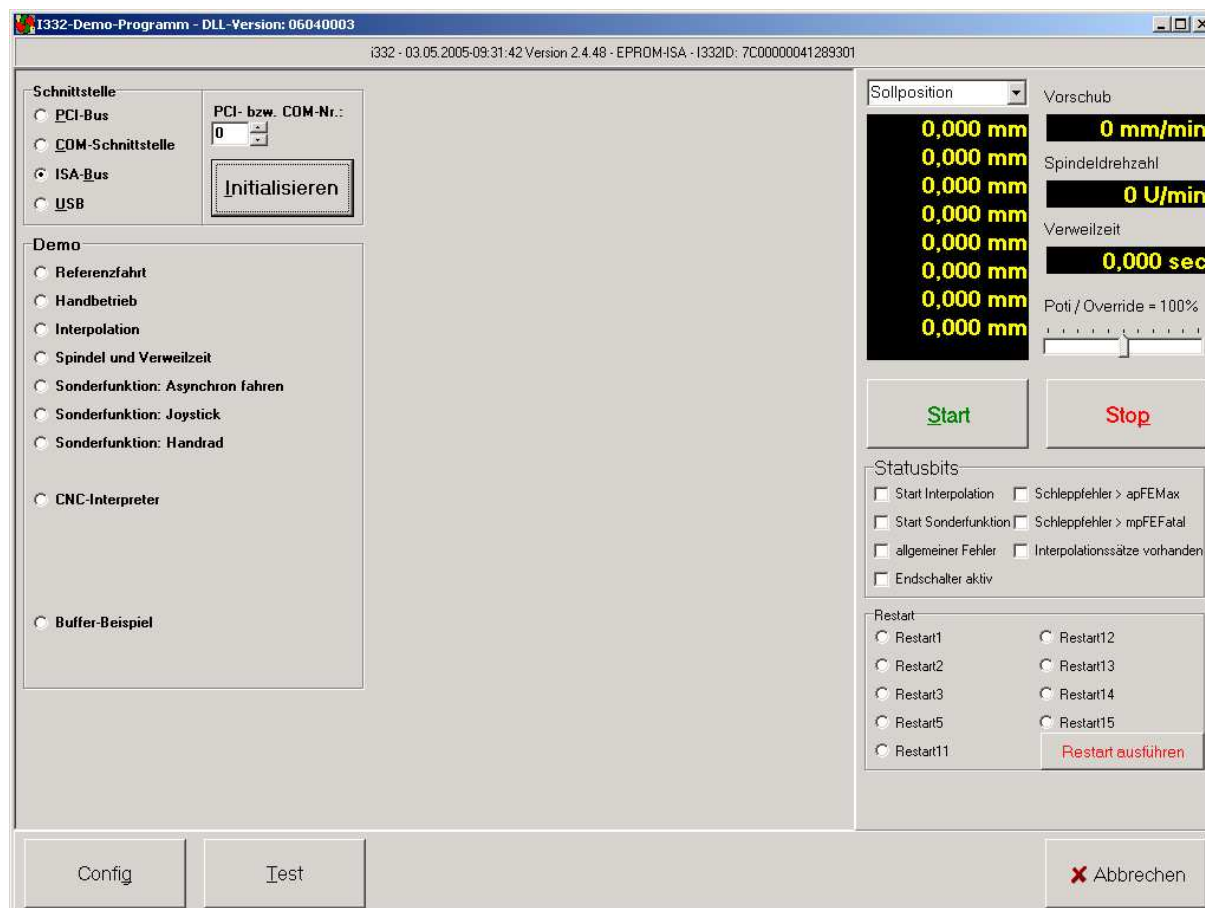 I332-Demo-Programm - DLL-Version: 06040003
i332 - 03.05.2005-09:31:42 Version 2.4.48 - EPROM-ISA - I332ID: 7C00000041289301
Schnittstelle
PCI-Bus
COM-Schnittstelle
ISA-Bus
USB
PCI- bzw. COM-Nr.:
0
Initialisieren
Demo
Referenzfahrt
Handbetrieb
Interpolation
Spindel und Verweilzeit
Sonderfunktion: Asynchron fahren
Sonderfunktion: Joystick
Sonderfunktion: Handrad
CNC-Interpreter
Buffer-Beispiel
Sollposition
0,000 mm
0,000 mm
0,000 mm
0,000 mm
0,000 mm
0,000 mm
0,000 mm
0,000 mm
Vorschub
0 mm/min
Spindeldrehzahl
0 U/min
Verweilzeit
0,000 sec
Poti / Override = 100%
Start
Stop
Statusbits
Start Interpolation
Schleppfehler > apFEMax
Start Sonderfunktion
Schleppfehler > mpFEFatal
allgemeiner Fehler
Interpolationssätze vorhanden
Endschalter aktiv
Restart
Restart1
Restart12
Restart2
Restart13
Restart3
Restart14
Restart5
Restart15
Restart11
Restart ausführen
Config
Test
Abbrechen